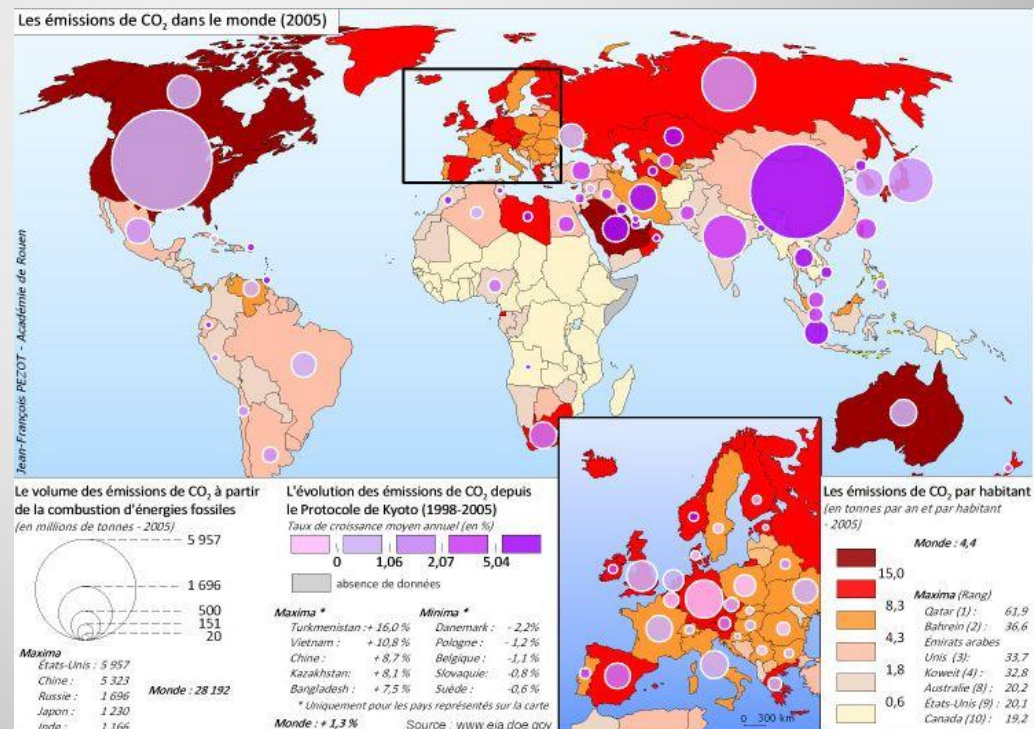 Les émissions de CO₂ dans le monde (2005)
Jean-François PEZOT - Académie de Rouen
Le volume des émissions de CO₂ à partir
de la combustion d'énergies fossiles
(en millions de tonnes - 2005)
5 957
1 696
500
151
20
Maxima
États-Unis : 5 957
Chine : 5 323
Russie : 1 696
Japon : 1 230
Inde : 1 166
Monde : 28 192
L'évolution des émissions de CO₂ depuis
le Protocole de Kyoto (1998-2005)
Taux de croissance moyen annuel (en %)
0 1,06 2,07 5,04
absence de données
Maxima *
Turkmenistan : + 16,0 %
Vietnam : + 10,8 %
Chine : + 8,7 %
Kazakhstan : + 8,1 %
Bangladesh : + 7,5 %
Minima *
Danemark : - 2,2%
Pologne : -1,2 %
Belgique : -1,1 %
Slovaquie: -0,8 %
Suède : -0,6 %
* Uniquement pour les pays représentés sur la carte
Monde : + 1,3 %
Source : www.eia.doe.gov
0 300 km
Les émissions de CO₂ par habitant
(en tonnes par an et par habitant
- 2005)
Monde : 4,4
15,0
8,3
4,3
1,8
0,6
Maxima (Rang)
Qatar (1) : 61,9
Bahrein (2) : 36,6
Emirats arabes
Unis (3): 33,7
Koweit (4) : 32,8
Australie (8) : 20,2
États-Unis (9) : 20,1
Canada (10) : 19,2